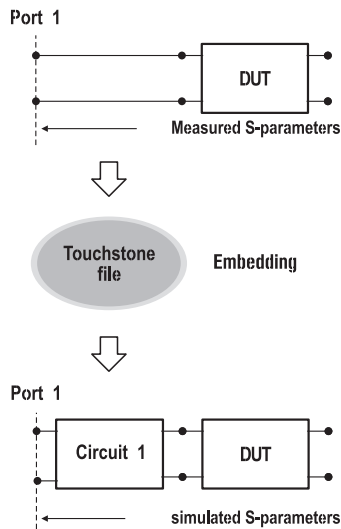 Port 1
DUT
Measured S-parameters
Touchstone
file
Embedding
Port 1
Circuit 1
DUT
simulated S-parameters